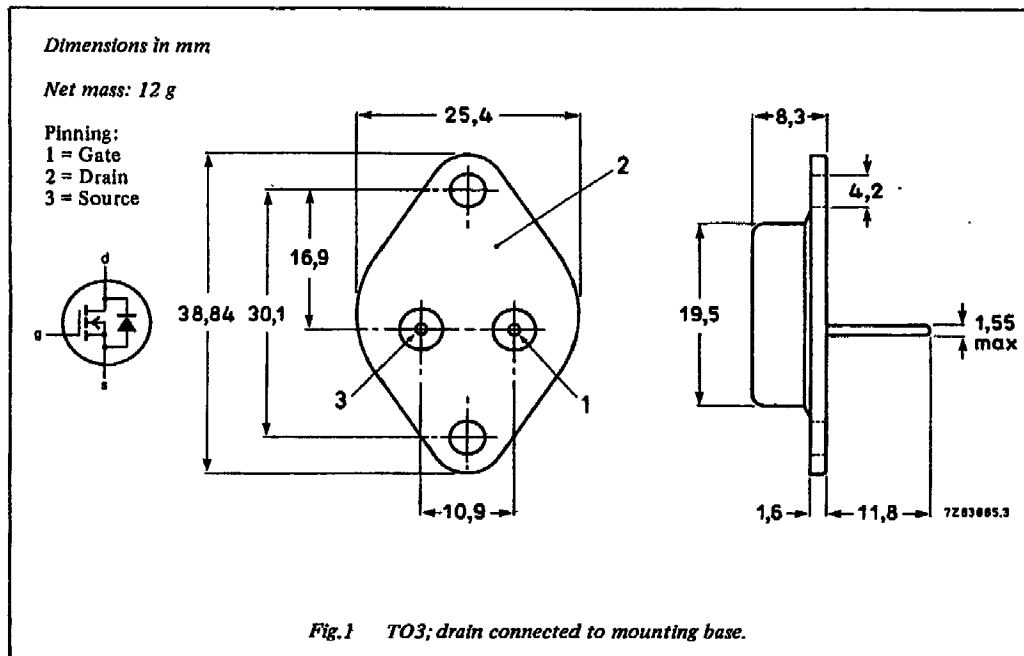 Dimensions in mm
Net mass: 12 g
Pinning:
1 = Gate
2 = Drain
3 = Source
d
g
s
25,4
2
16,9
38,84
30,1
3
1
10,9
8,3
4,2
19,5
1,55
max
1,6
11,8
7Z83865.3
Fig.1 TO3; drain connected to mounting base.